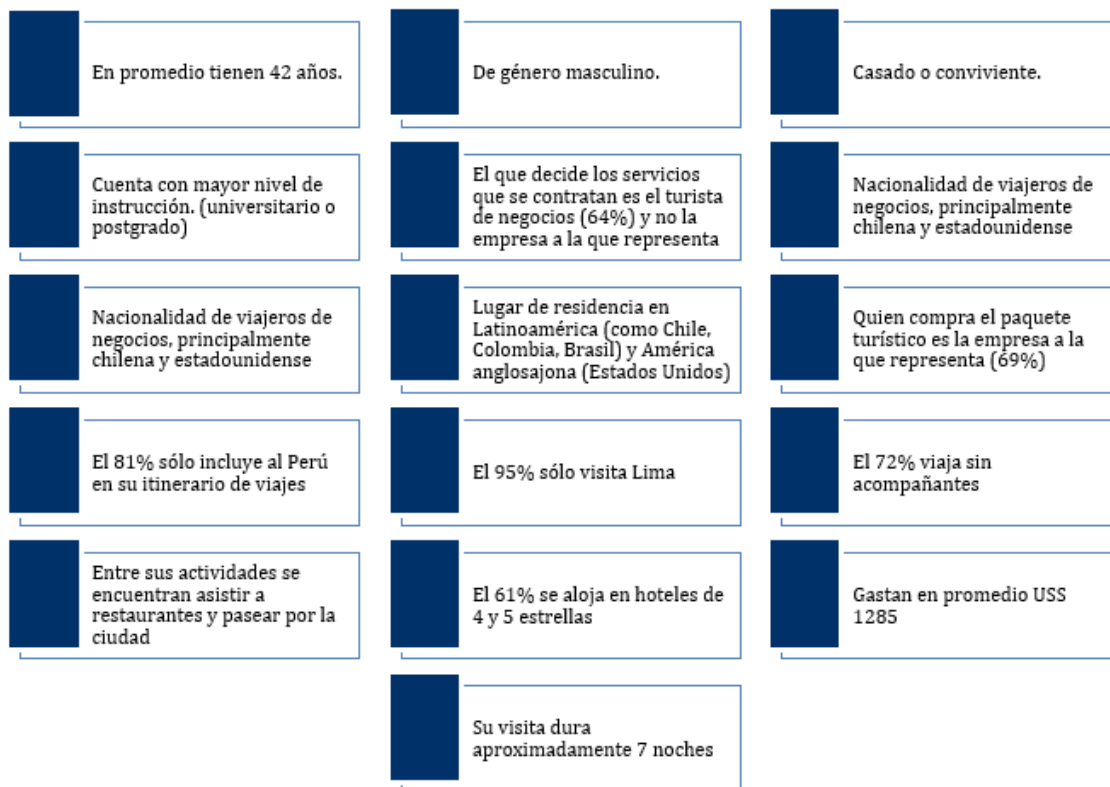 En promedio tienen 42 años.
De género masculino.
Casado o conviviente.
Cuenta con mayor nivel de
instrucción. (universitario o
postgrado)
El que decide los servicios
que se contratan es el turista
de negocios (64%) y no la
empresa a la que representa
Nacionalidad de viajeros de
negocios, principalmente
chilena y estadounidense
Nacionalidad de viajeros de
negocios, principalmente
chilena y estadounidense
Lugar de residencia en
Latinoamérica (como Chile,
Colombia, Brasil) y América
anglosajona (Estados Unidos)
Quien compra el paquete
turístico es la empresa a la
que representa (69%)
El 81% sólo incluye al Perú
en su itinerario de viajes
El 95% sólo visita Lima
El 72% viaja sin
acompañantes
Entre sus actividades se
encuentran asistir a
restaurantes y pasear por la
ciudad
El 61% se aloja en hoteles de
4 y 5 estrellas
Gastan en promedio USS
1285
Su visita dura
aproximadamente 7 noches